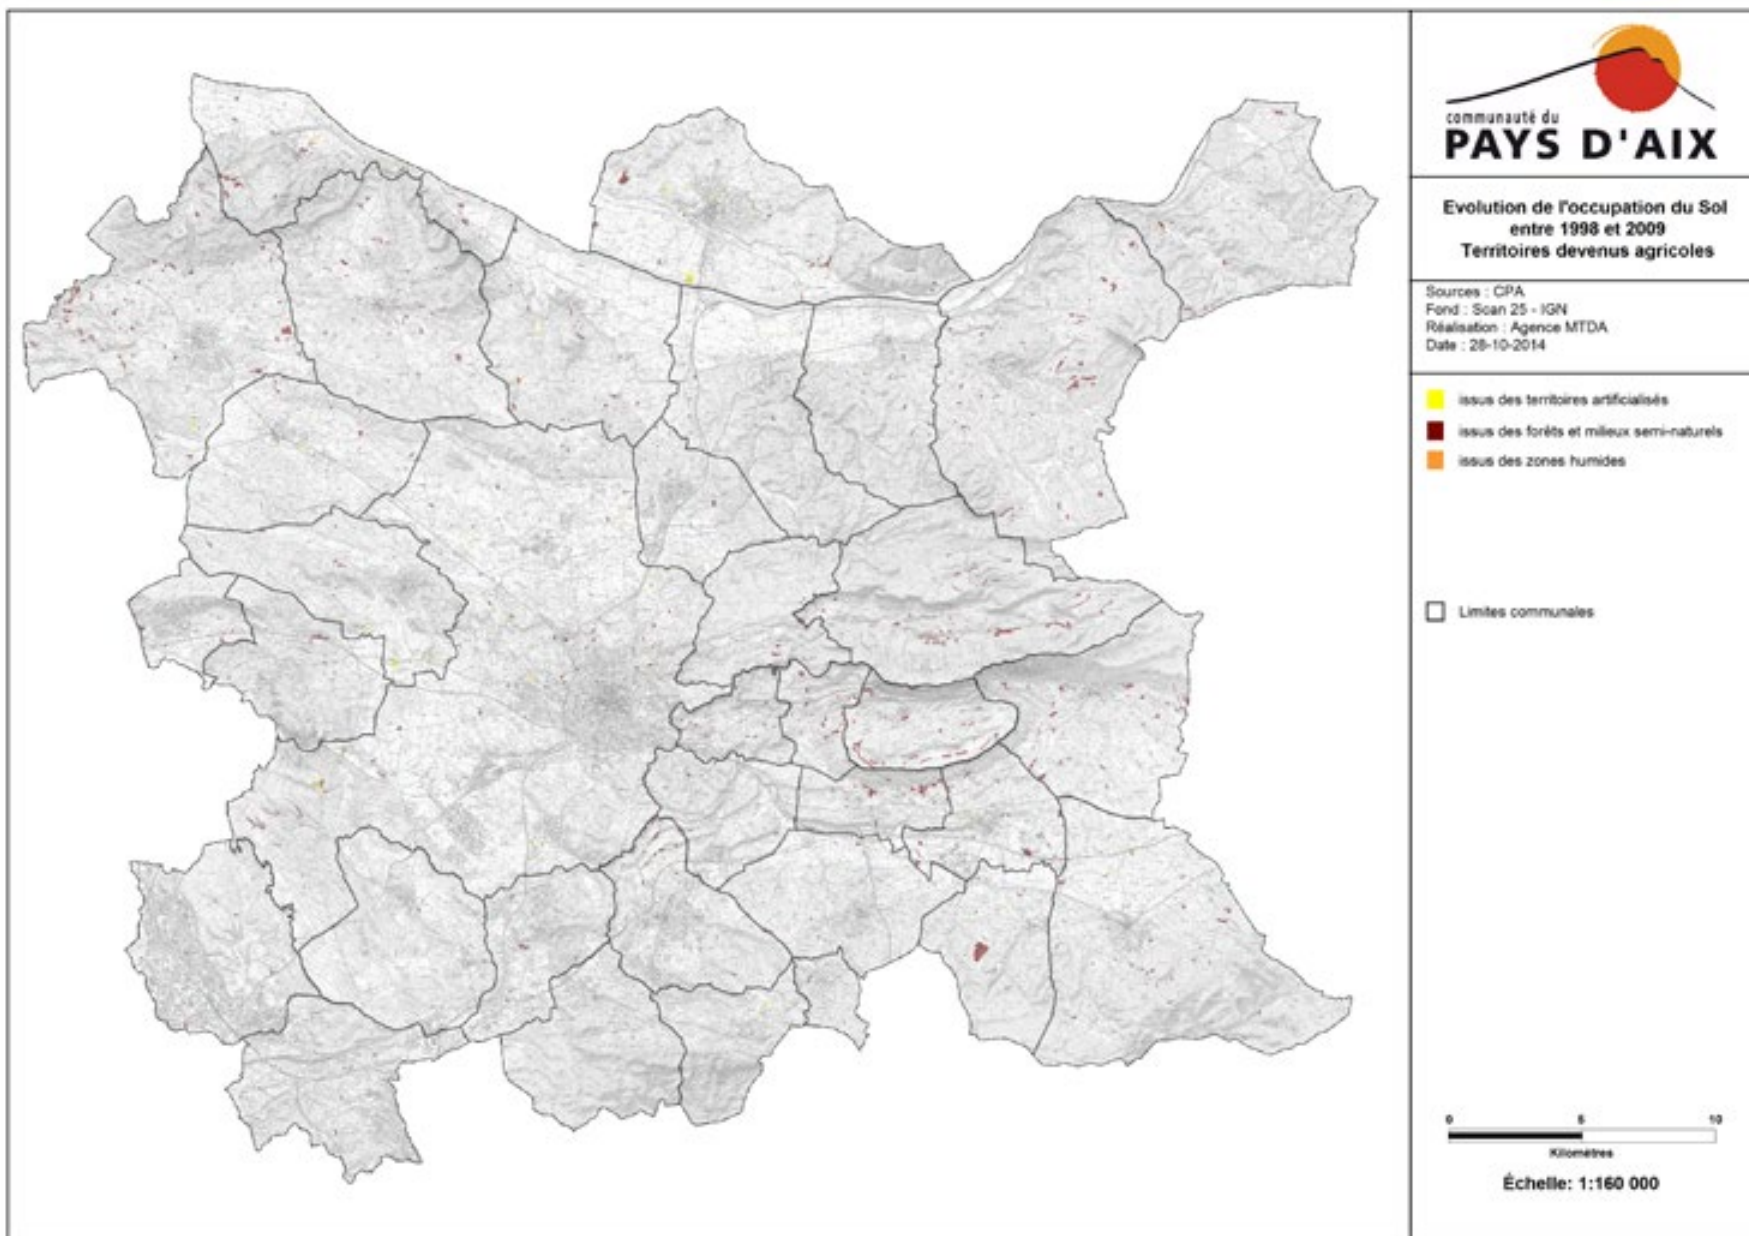 communauté du
PAYS D'AIX
Evolution de l'occupation du Sol
entre 1998 et 2009
Territoires devenus agricoles
Sources : CPA
Fond : Scan 25 - IGN
Réalisation : Agence MTDA
Date : 28-10-2014
issus des territoires artificialisés
issus des forêts et milieux semi-naturels
issus des zones humides
Limites communales
0 5 10
Kilomètres
Échelle: 1:160 000